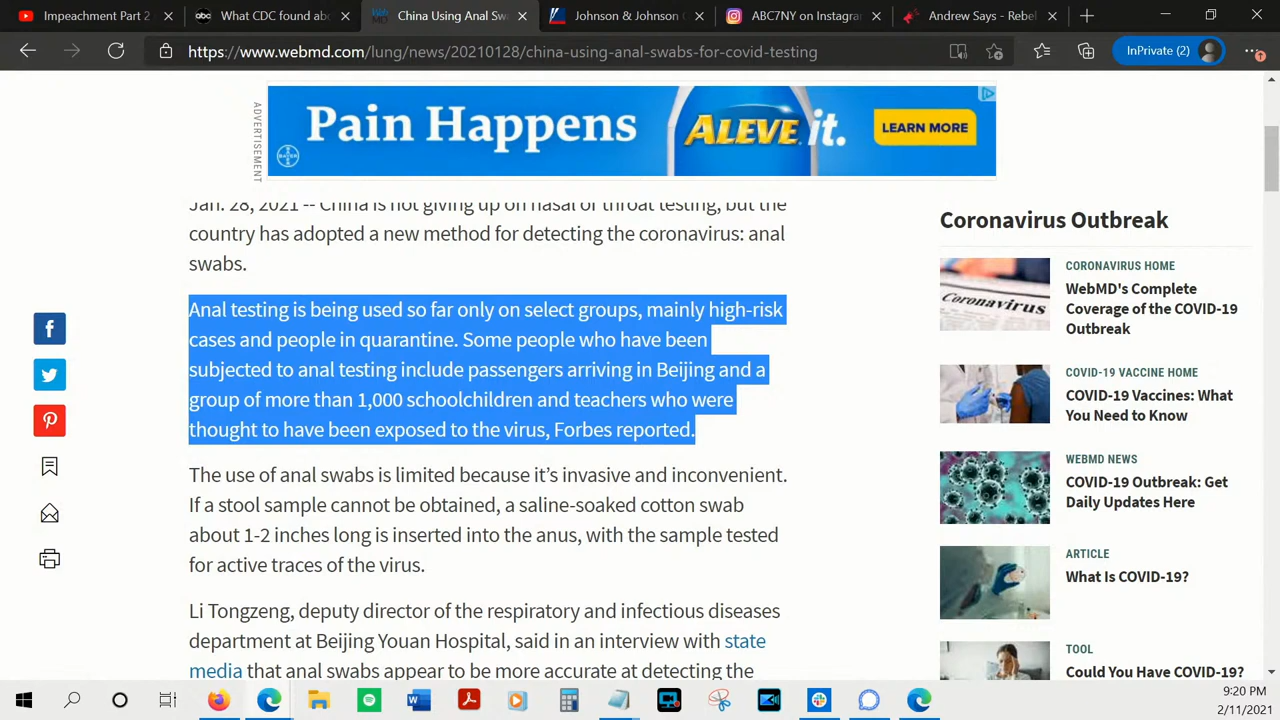 Impeachment Part 2
What CDC found ab
China Using Anal Sw
Johnson & Johnson
ABC7NY on Instagra
Andrew Says - Rebel
https://www.webmd.com/lung/news/20210128/china-using-anal-swabs-for-covid-testing
InPrivate (2)
ADVERTISEMENT
Pain Happens
ALEVE it.
LEARN MORE
BAYER
Jan. 28, 2021 -- China is not giving up on nasal or throat testing, but the
country has adopted a new method for detecting the coronavirus: anal
swabs.
Anal testing is being used so far only on select groups, mainly high-risk
cases and people in quarantine. Some people who have been
subjected to anal testing include passengers arriving in Beijing and a
group of more than 1,000 schoolchildren and teachers who were
thought to have been exposed to the virus, Forbes reported.
The use of anal swabs is limited because it's invasive and inconvenient.
If a stool sample cannot be obtained, a saline-soaked cotton swab
about 1-2 inches long is inserted into the anus, with the sample tested
for active traces of the virus.
Li Tongzeng, deputy director of the respiratory and infectious diseases
department at Beijing Youan Hospital, said in an interview with state
media that anal swabs appear to be more accurate at detecting the
Coronavirus Outbreak
Coronavirus
CORONAVIRUS HOME
WebMD's Complete
Coverage of the COVID-19
Outbreak
COVID-19 VACCINE HOME
COVID-19 Vaccines: What
You Need to Know
WEBMD NEWS
COVID-19 Outbreak: Get
Daily Updates Here
ARTICLE
What Is COVID-19?
TOOL
Could You Have COVID-19?
9:20 PM
2/11/2021